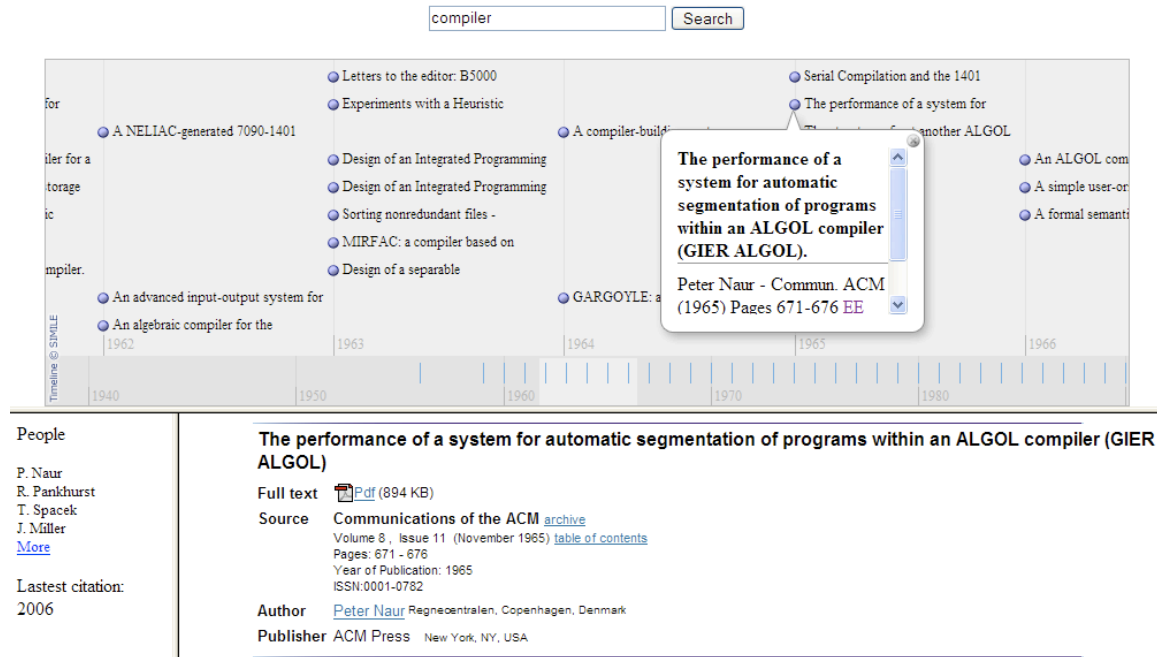 compiler Search
Letters to the editor: B5000
Serial Compilation and the 1401
for
Experiments with a Heuristic
The performance of a system for
A NELIAC-generated 7090-1401
A compiler-build
another ALGOL
iler for a
Design of an Integrated Programming
An ALGOL com
torage
Design of an Integrated Programming
A simple user-or
ic
Sorting nonredundant files -
A formal semanti
MIRFAC: a compiler based on
mpiler.
Design of a separable
An advanced input-output system for
GARGOYLE: a
An algebraic compiler for the
The performance of a
system for automatic
segmentation of programs
within an ALGOL compiler
(GIER ALGOL).
Peter Naur - Commun. ACM
(1965) Pages 671-676 EE
1962 1963 1964 1965 1966
Timeline © SIMILE
1940 1950 1960 1970 1980
People
P. Naur
R. Pankhurst
T. Spacek
J. Miller
More
Lastest citation:
2006
The performance of a system for automatic segmentation of programs within an ALGOL compiler (GIER
ALGOL)
Full text Pdf (894 KB)
Source Communications of the ACM archive
Volume 8 , Issue 11 (November 1965) table of contents
Pages: 671 - 676
Year of Publication: 1965
ISSN:0001-0782
Author Peter Naur Regnecentralen, Copenhagen, Denmark
Publisher ACM Press New York, NY, USA